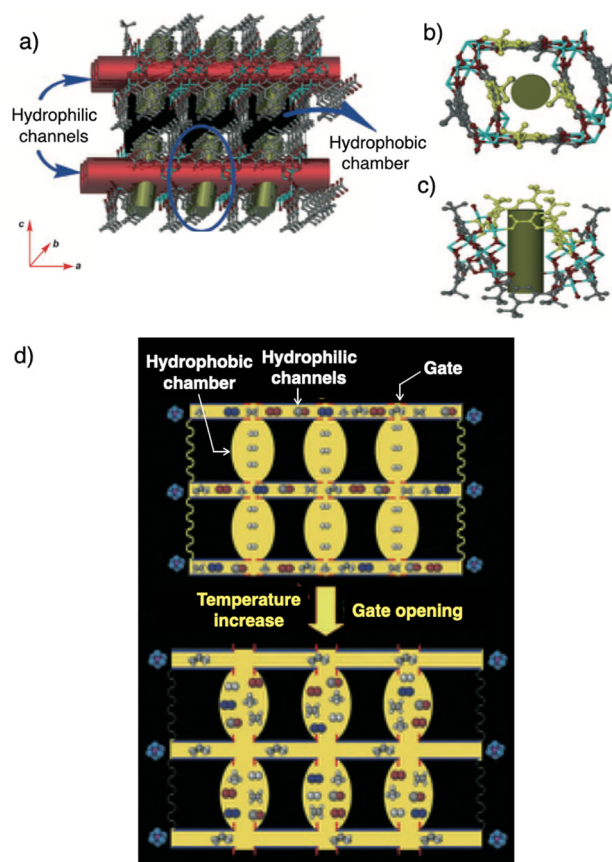 a)
Hydrophilic
channels
Hydrophobic
chamber
c
b
a
b)
c)
d)
Hydrophobic
chamber
Hydrophilic
channels
Gate
Temperature
increase
Gate opening